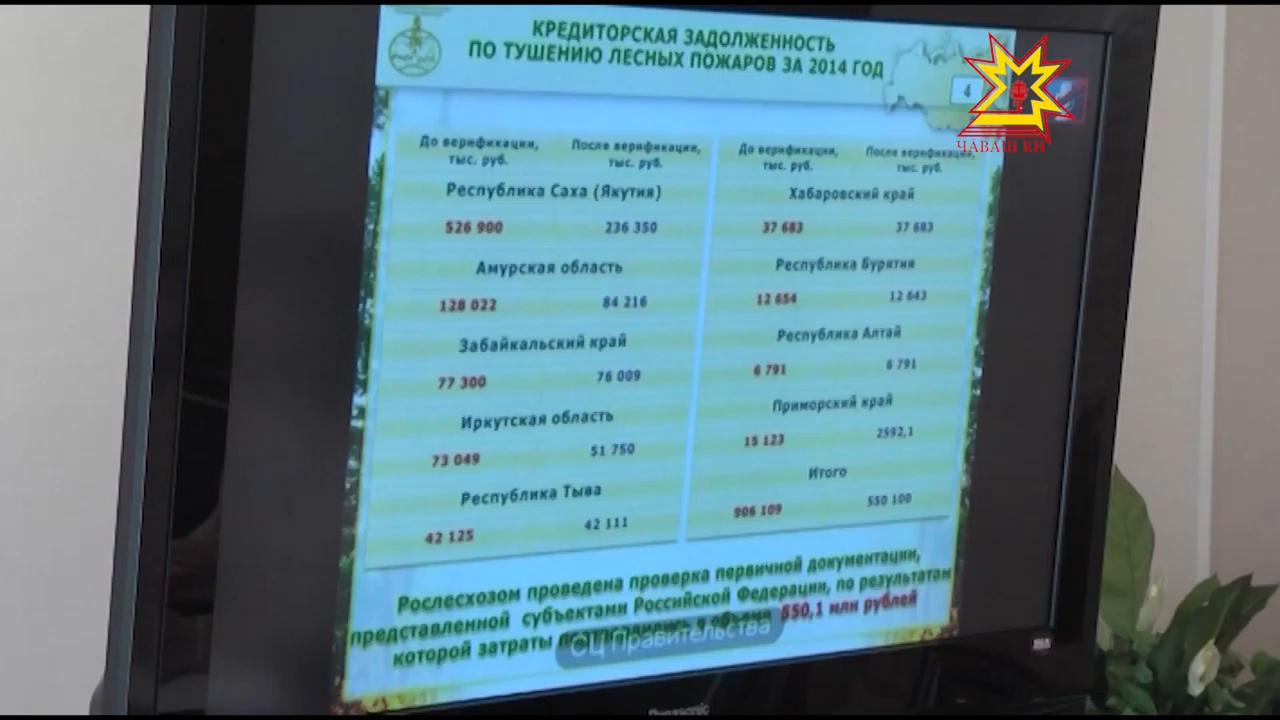 КРЕДИТОРСКАЯ ЗАДОЛЖЕННОСТЬ
ПО ТУШЕНИЮ ЛЕСНЫХ ПОЖАРОВ ЗА 2014 ГОД
4
ЧАВАШ ЕН
До верификации, После верификации,
тыс. руб. тыс. руб.
Республика Саха (Якутия)
526 900 236 350
Амурская область
128 022 84 216
Забайкальский край
77 300 76 009
Иркутская область
73 049 51 750
Республика Тыва
42 125 42 111
До верификации, После верификации,
тыс. руб. тыс. руб.
Хабаровский край
37 683 37 683
Республика Бурятия
12 654 12 643
Республика Алтай
6 791 6 791
Приморский край
15 123 2592,1
Итого
906 109 550 100
Рослесхозом проведена проверка первичной документации,
представленной субъектами Российской Федерации, по результатам
которой затраты в объеме 550,1 млн рублей
СЦ Правительства
Panasonic